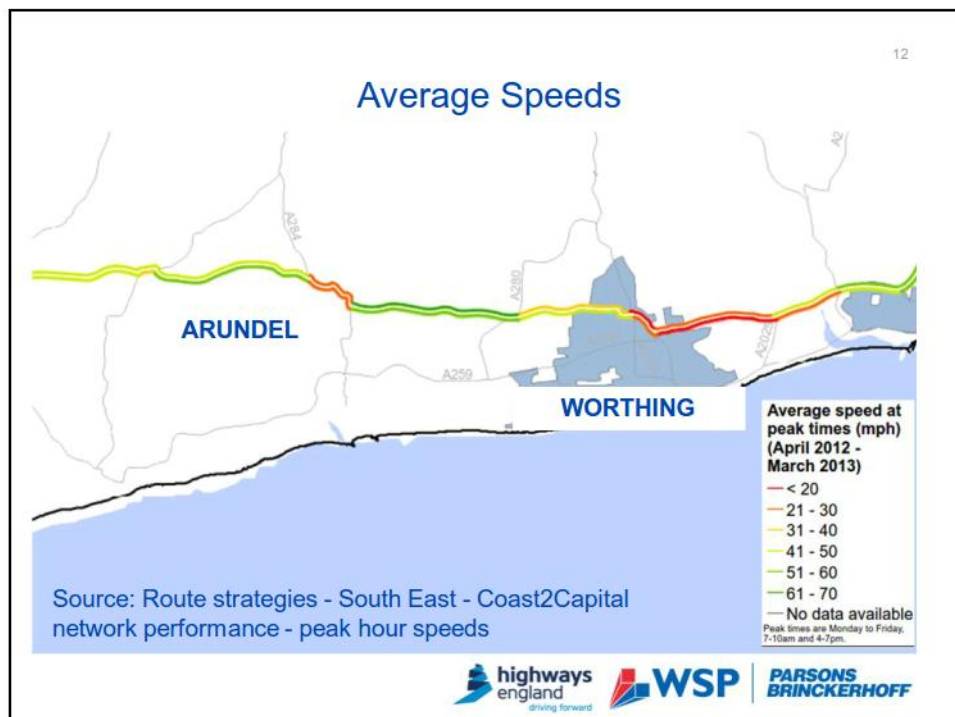 12
Average Speeds
A2
A284
A280
ARUNDEL
A259
WORTHING
Average speed at
peak times (mph)
(April 2012 -
March 2013)
< 20
21 - 30
31 - 40
41 - 50
51 - 60
61 - 70
No data available
Peak times are Monday to Friday,
7-10am and 4-7pm.
Source: Route strategies - South East - Coast2Capital
network performance - peak hour speeds
highways
england
driving forward
WSP
PARSONS
BRINCKERHOFF